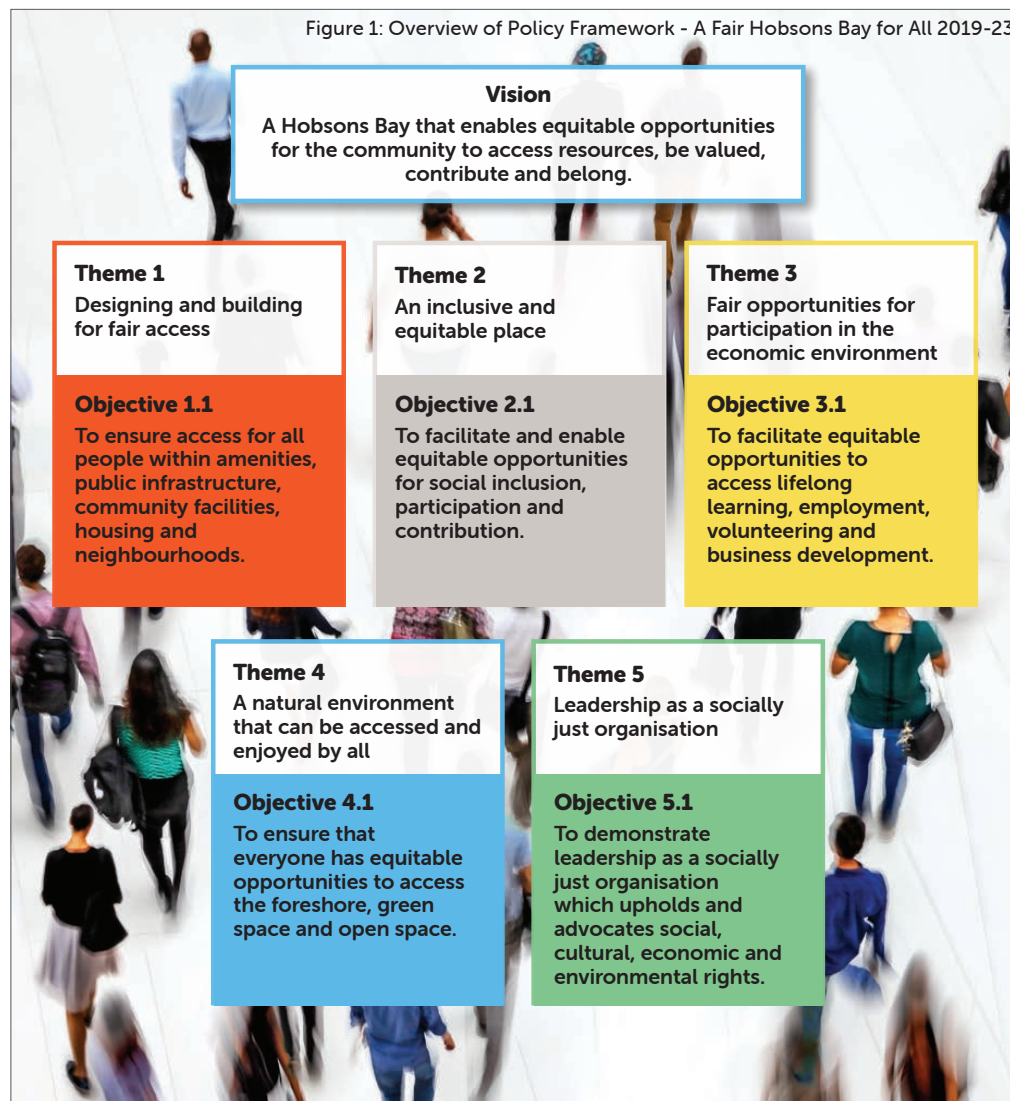 Figure 1: Overview of Policy Framework - A Fair Hobsons Bay for All 2019-23
Vision
A Hobsons Bay that enables equitable opportunities
for the community to access resources, be valued,
contribute and belong.
Theme 1
Designing and building
for fair access
Objective 1.1
To ensure access for all
people within amenities,
public infrastructure,
community facilities,
housing and
neighbourhoods.
Theme 2
An inclusive and
equitable place
Objective 2.1
To facilitate and enable
equitable opportunities
for social inclusion,
participation and
contribution.
Theme 3
Fair opportunities for
participation in the
economic environment
Objective 3.1
To facilitate equitable
opportunities to
access lifelong
learning, employment,
volunteering and
business development.
Theme 4
A natural environment
that can be accessed and
enjoyed by all
Objective 4.1
To ensure that
everyone has equitable
opportunities to access
the foreshore, green
space and open space.
Theme 5
Leadership as a socially
just organisation
Objective 5.1
To demonstrate
leadership as a socially
just organisation
which upholds and
advocates social,
cultural, economic and
environmental rights.